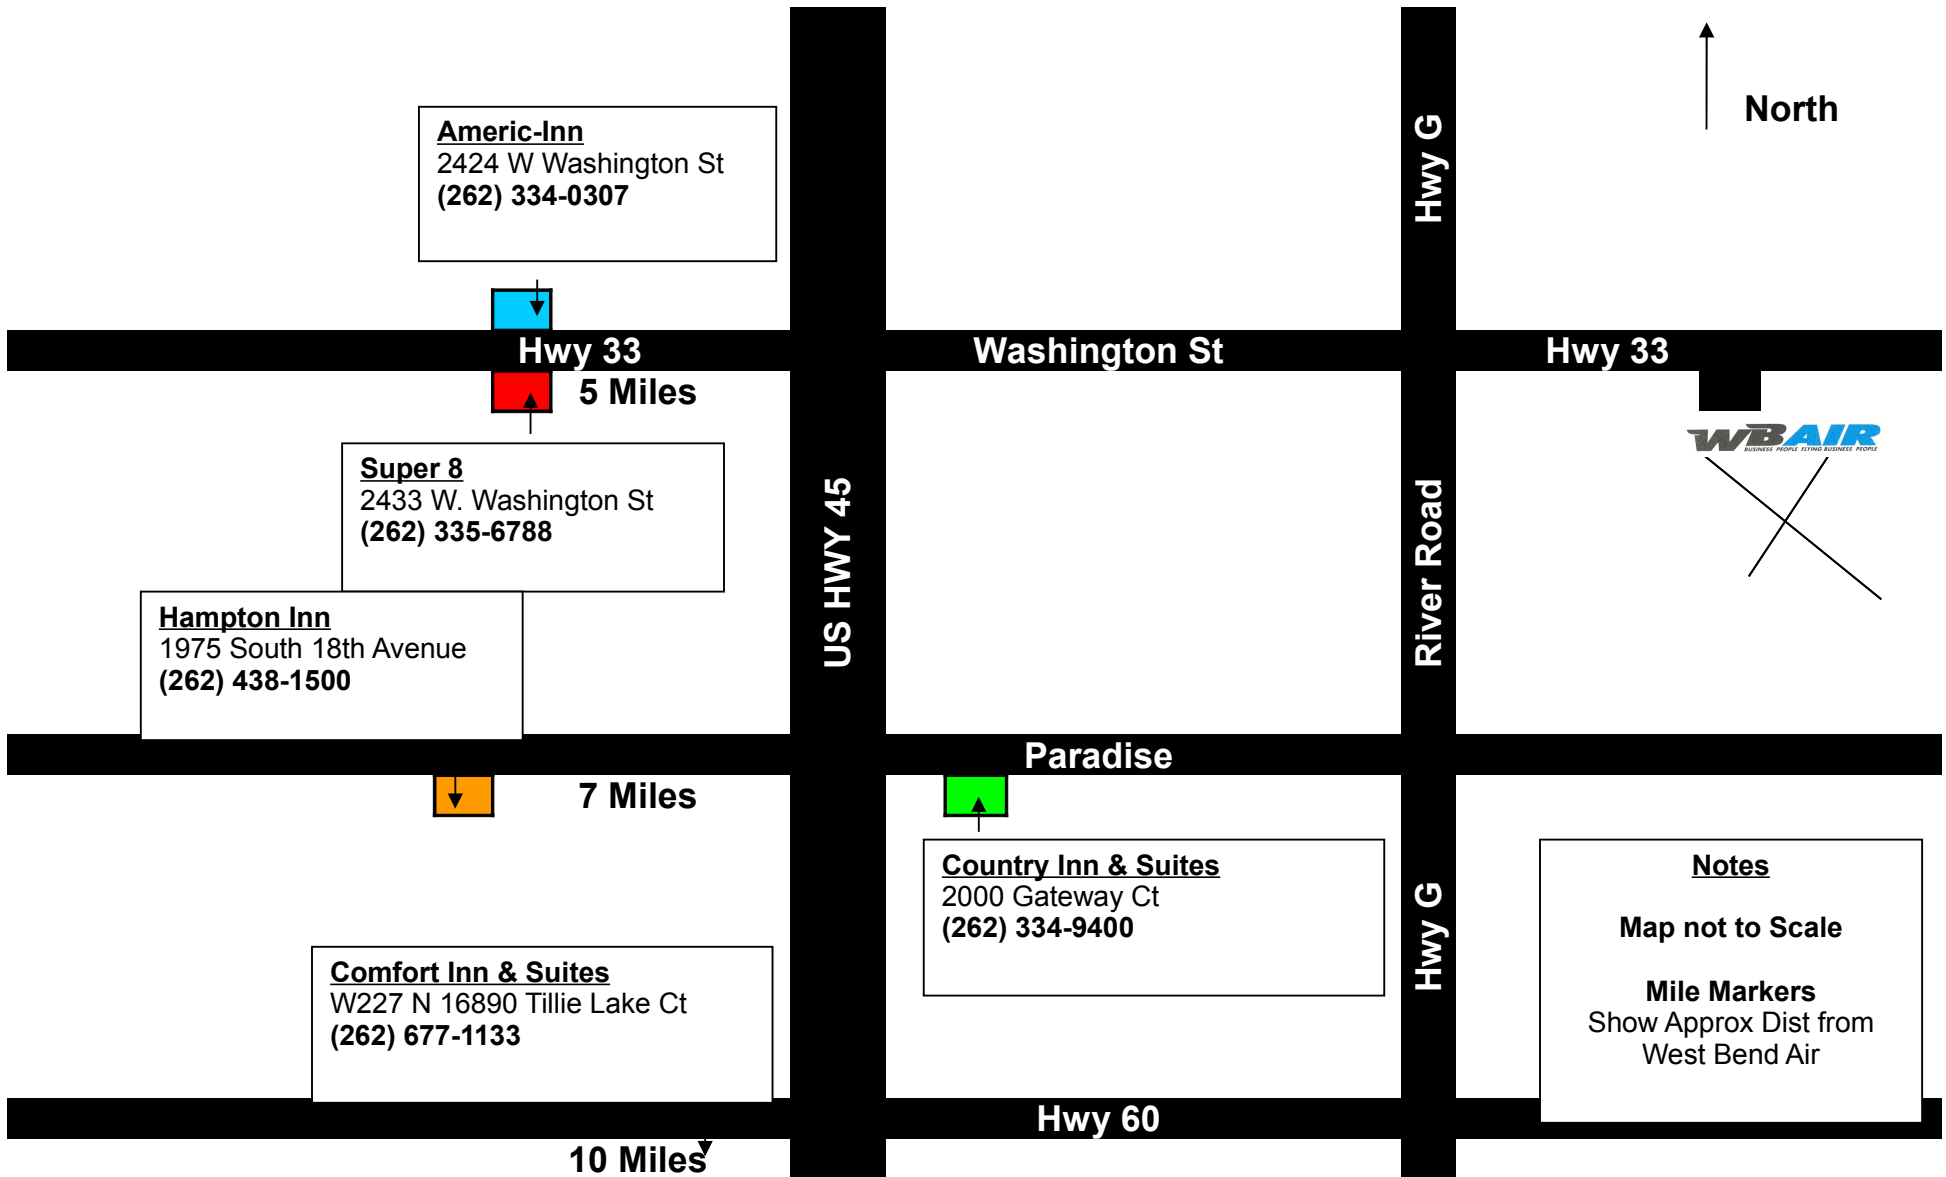 North
Hwy G
Americ-Inn
2424 W Washington St
(262) 334-0307
Hwy 33
Washington St
Hwy 33
5 Miles
WBAIR
BUSINESS PEOPLE FLYING BUSINESS PEOPLE
Super 8
2433 W. Washington St
(262) 335-6788
US HWY 45
River Road
Hampton Inn
1975 South 18th Avenue
(262) 438-1500
Paradise
7 Miles
Country Inn & Suites
2000 Gateway Ct
(262) 334-9400
Hwy G
Notes
Map not to Scale
Mile Markers
Show Approx Dist from
West Bend Air
Comfort Inn & Suites
W227 N 16890 Tillie Lake Ct
(262) 677-1133
Hwy 60
10 Miles